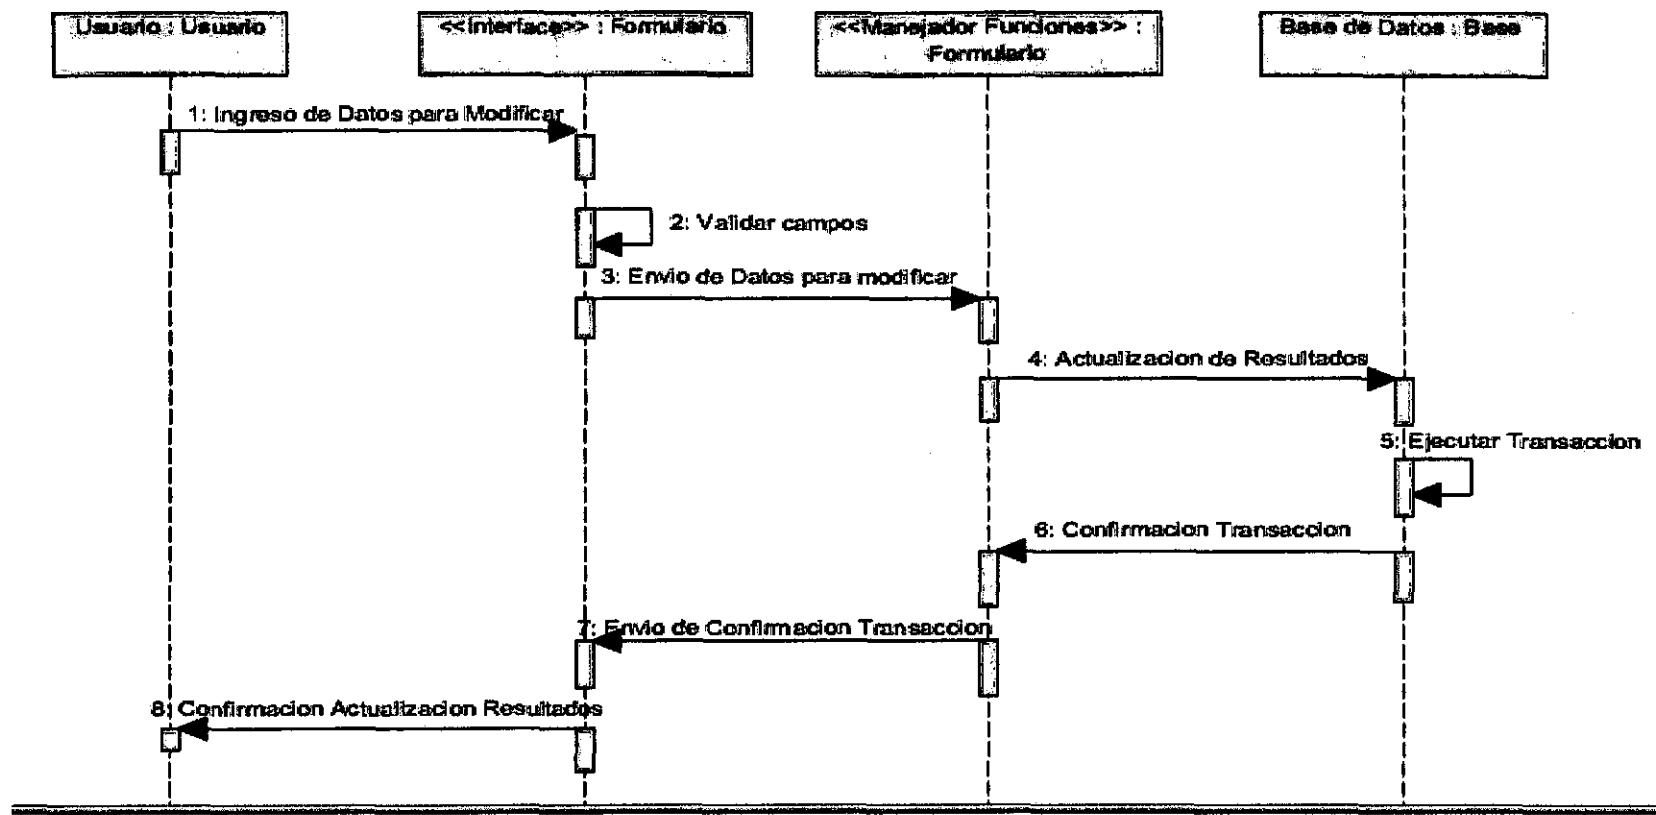 Usuario : Usuario
<<Interface>> : Formulario
<<Manejador Funciones>> :
Formulario
Base de Datos : Base
1: Ingreso de Datos para Modificar
2: Validar campos
3: Envio de Datos para modificar
4: Actualizacion de Resultados
5: Ejecutar Transaccion
6: Confirmacion Transaccion
7: Envio de Confirmacion Transaccion
8: Confirmacion Actualizacion Resultados